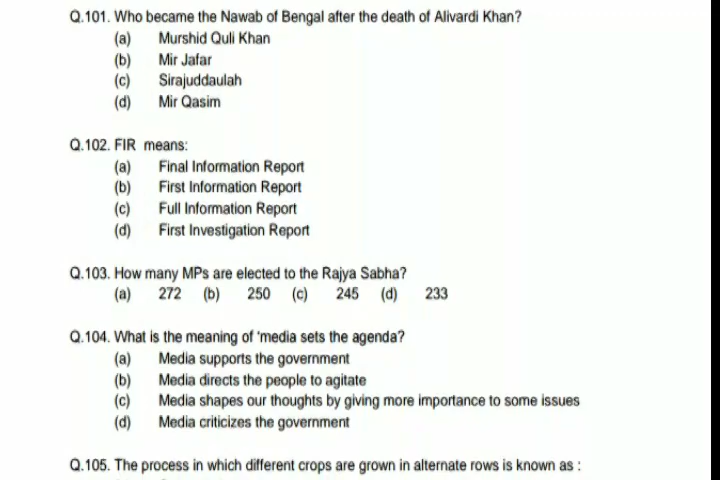 Q.101. Who became the Nawab of Bengal after the death of Alivardi Khan?
(a) Murshid Quli Khan
(b) Mir Jafar
(c) Sirajuddaulah
(d) Mir Qasim
Q.102. FIR means:
(a) Final Information Report
(b) First Information Report
(c) Full Information Report
(d) First Investigation Report
Q.103. How many MPs are elected to the Rajya Sabha?
(a) 272 (b) 250 (c) 245 (d) 233
Q.104. What is the meaning of 'media sets the agenda?
(a) Media supports the government
(b) Media directs the people to agitate
(c) Media shapes our thoughts by giving more importance to some issues
(d) Media criticizes the government
Q.105. The process in which different crops are grown in alternate rows is known as :